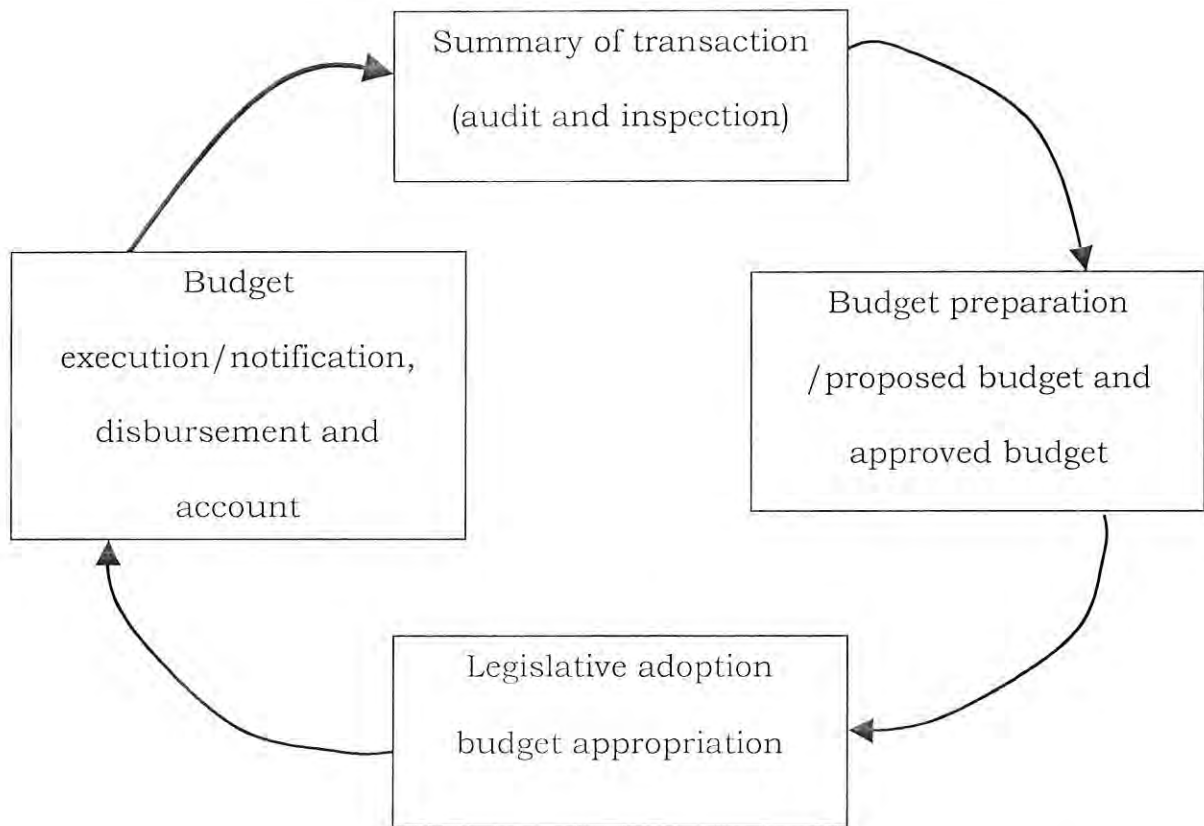 Summary of transaction
(audit and inspection)
Budget
execution/notification,
disbursement and
account
Budget preparation
/proposed budget and
approved budget
Legislative adoption
budget appropriation